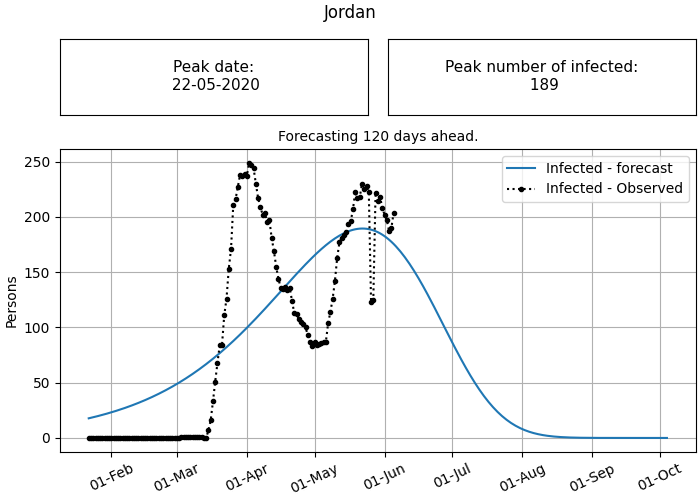 Jordan
Peak date:
22-05-2020
Peak number of infected:
189
Forecasting 120 days ahead.
Infected - forecast
Infected - Observed
Persons
250
200
150
100
50
0
01-Feb
01-Mar
01-Apr
01-May
01-Jun
01-Jul
01-Aug
01-Sep
01-Oct